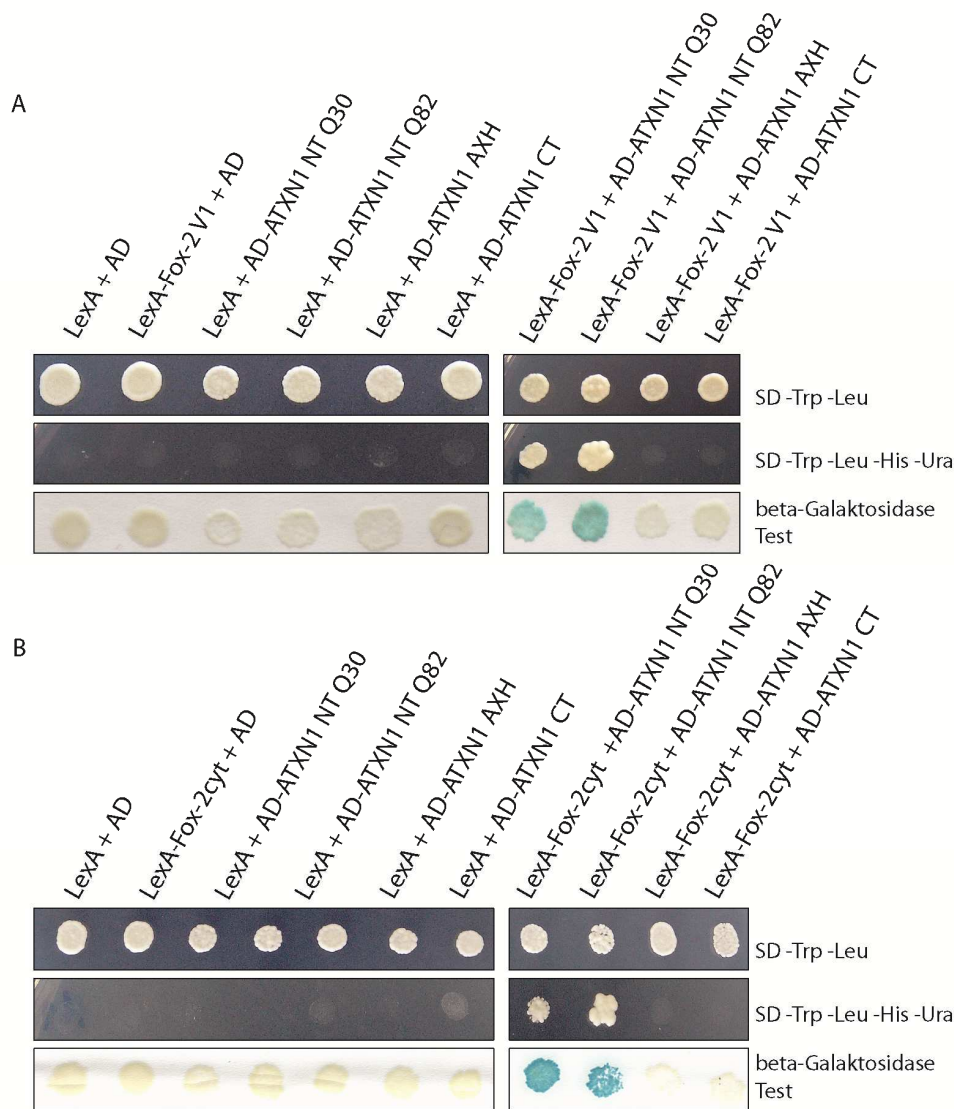 A
LexA + AD
LexA-Fox-2 V1 + AD
LexA + AD-ATXN1 NT Q30
LexA + AD-ATXN1 NT Q82
LexA + AD-ATXN1 AXH
LexA + AD-ATXN1 CT
LexA-Fox-2 V1 + AD-ATXN1 NT Q30
LexA-Fox-2 V1 + AD-ATXN1 NT Q82
LexA-Fox-2 V1 + AD-ATXN1 AXH
LexA-Fox-2 V1 + AD-ATXN1 CT
SD -Trp -Leu
SD -Trp -Leu -His -Ura
beta-Galaktosidase
Test
B
LexA + AD
LexA-Fox-2cyt + AD
LexA + AD-ATXN1 NT Q30
LexA + AD-ATXN1 NT Q82
LexA + AD-ATXN1 AXH
LexA + AD-ATXN1 CT
LexA-Fox-2cyt +AD-ATXN1 NT Q30
LexA-Fox-2cyt + AD-ATXN1 NT Q82
LexA-Fox-2cyt + AD-ATXN1 AXH
LexA-Fox-2cyt + AD-ATXN1 CT
SD -Trp -Leu
SD -Trp -Leu -His -Ura
beta-Galaktosidase
Test